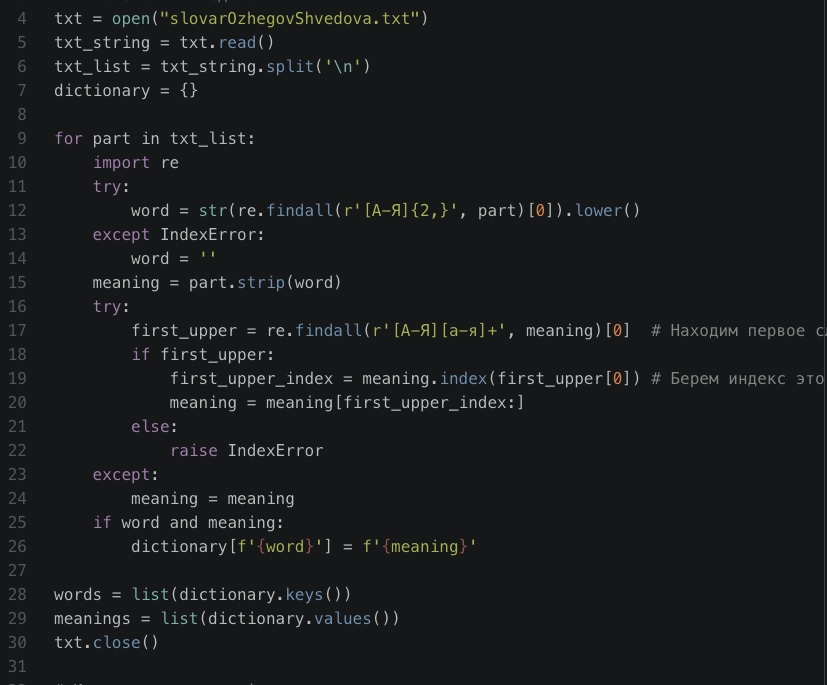 4 txt = open("slovarOzhegovShvedova.txt")
5 txt_string = txt.read()
6 txt_list = txt_string.split('\n')
7 dictionary = {}
8
9 for part in txt_list:
10     import re
11     try:
12         word = str(re.findall(r'[А-Я]{2,}', part)[0]).lower()
13     except IndexError:
14         word = ''
15     meaning = part.strip(word)
16     try:
17         first_upper = re.findall(r'[А-Я][а-я]+', meaning)[0]  # Находим первое
18         if first_upper:
19             first_upper_index = meaning.index(first_upper[0]) # Берем индекс это
20             meaning = meaning[first_upper_index:]
21         else:
22             raise IndexError
23     except:
24         meaning = meaning
25     if word and meaning:
26         dictionary[f'{word}'] = f'{meaning}'
27
28 words = list(dictionary.keys())
29 meanings = list(dictionary.values())
30 txt.close()
31